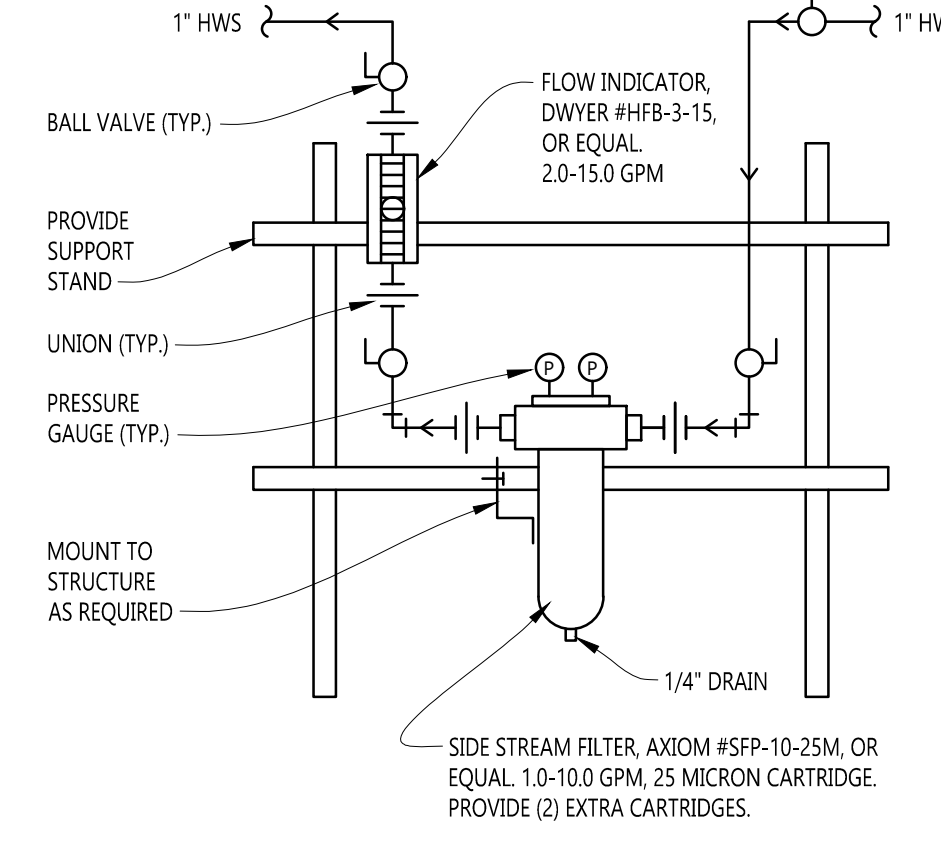 1" HWS
1" HW
FLOW INDICATOR,
DWYER #HFB-3-15,
OR EQUAL.
2.0-15.0 GPM
BALL VALVE (TYP.)
PROVIDE
SUPPORT
STAND
UNION (TYP.)
P P
PRESSURE
GAUGE (TYP.)
MOUNT TO
STRUCTURE
AS REQUIRED
1/4" DRAIN
SIDE STREAM FILTER, AXIOM #SFP-10-25M, OR
EQUAL. 1.0-10.0 GPM, 25 MICRON CARTRIDGE.
PROVIDE (2) EXTRA CARTRIDGES.